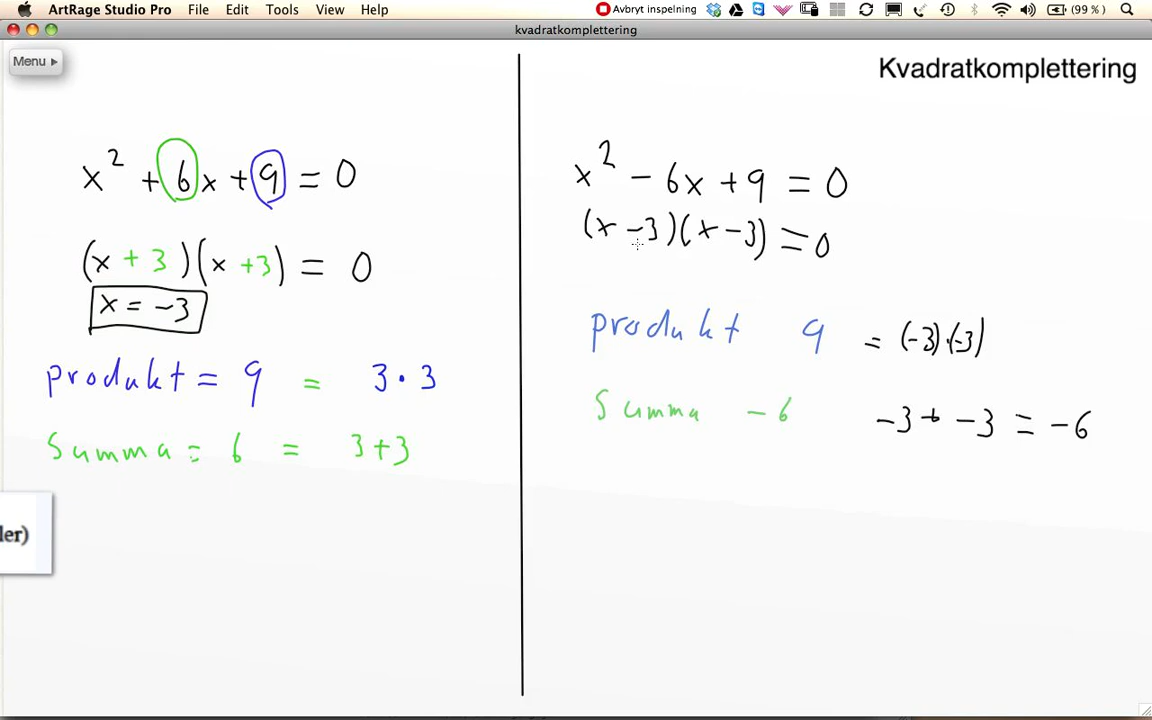 ArtRage Studio Pro File Edit Tools View Help Avbryt inspelning (99 %)
kvadratkomplettering
Menu
Kvadratkomplettering
x² + 6x + 9 = 0
(x + 3)(x + 3) = 0
x = -3
produkt = 9 = 3 · 3
Summa = 6 = 3+3
ler)
x² - 6x + 9 = 0
(x - 3)(x - 3) = 0
produkt 9 = (-3)·(-3)
Summa -6 -3 + -3 = -6